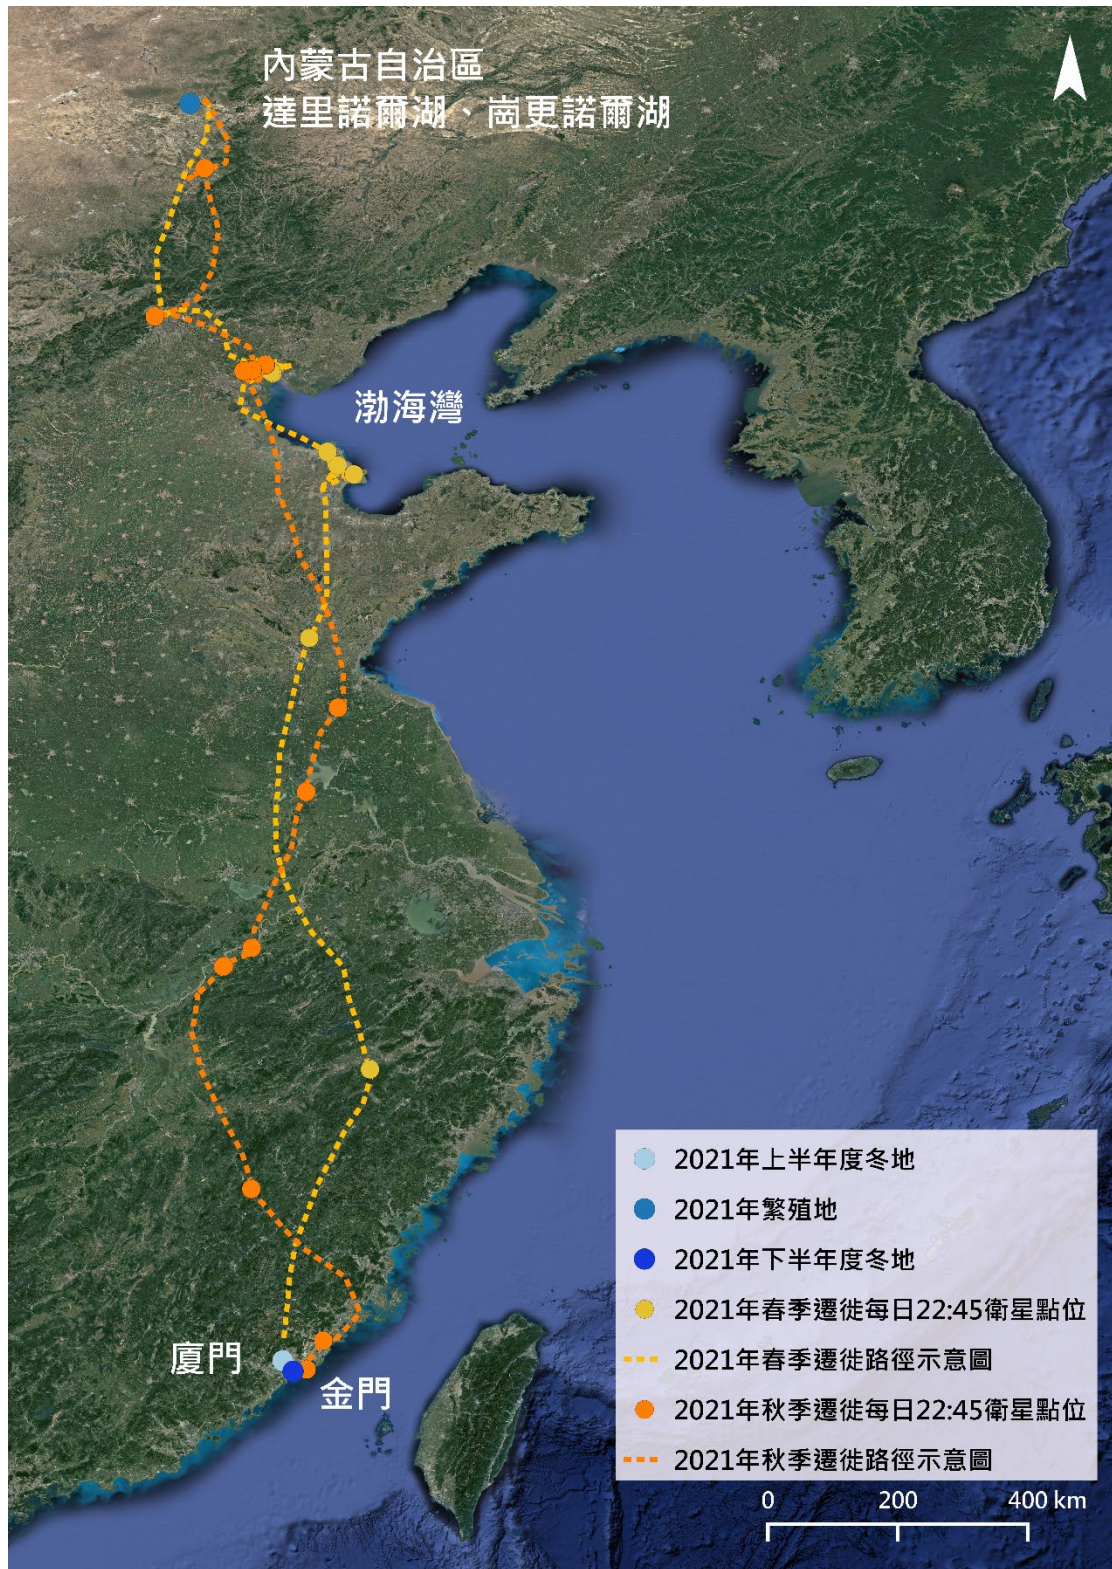 內蒙古自治區
達里諾爾湖、崗更諾爾湖
渤海灣
廈門
金門
2021年上半年度冬地
2021年繁殖地
2021年下半年度冬地
2021年春季遷徙每日22:45衛星點位
2021年春季遷徙路徑示意圖
2021年秋季遷徙每日22:45衛星點位
2021年秋季遷徙路徑示意圖
0 200 400 km